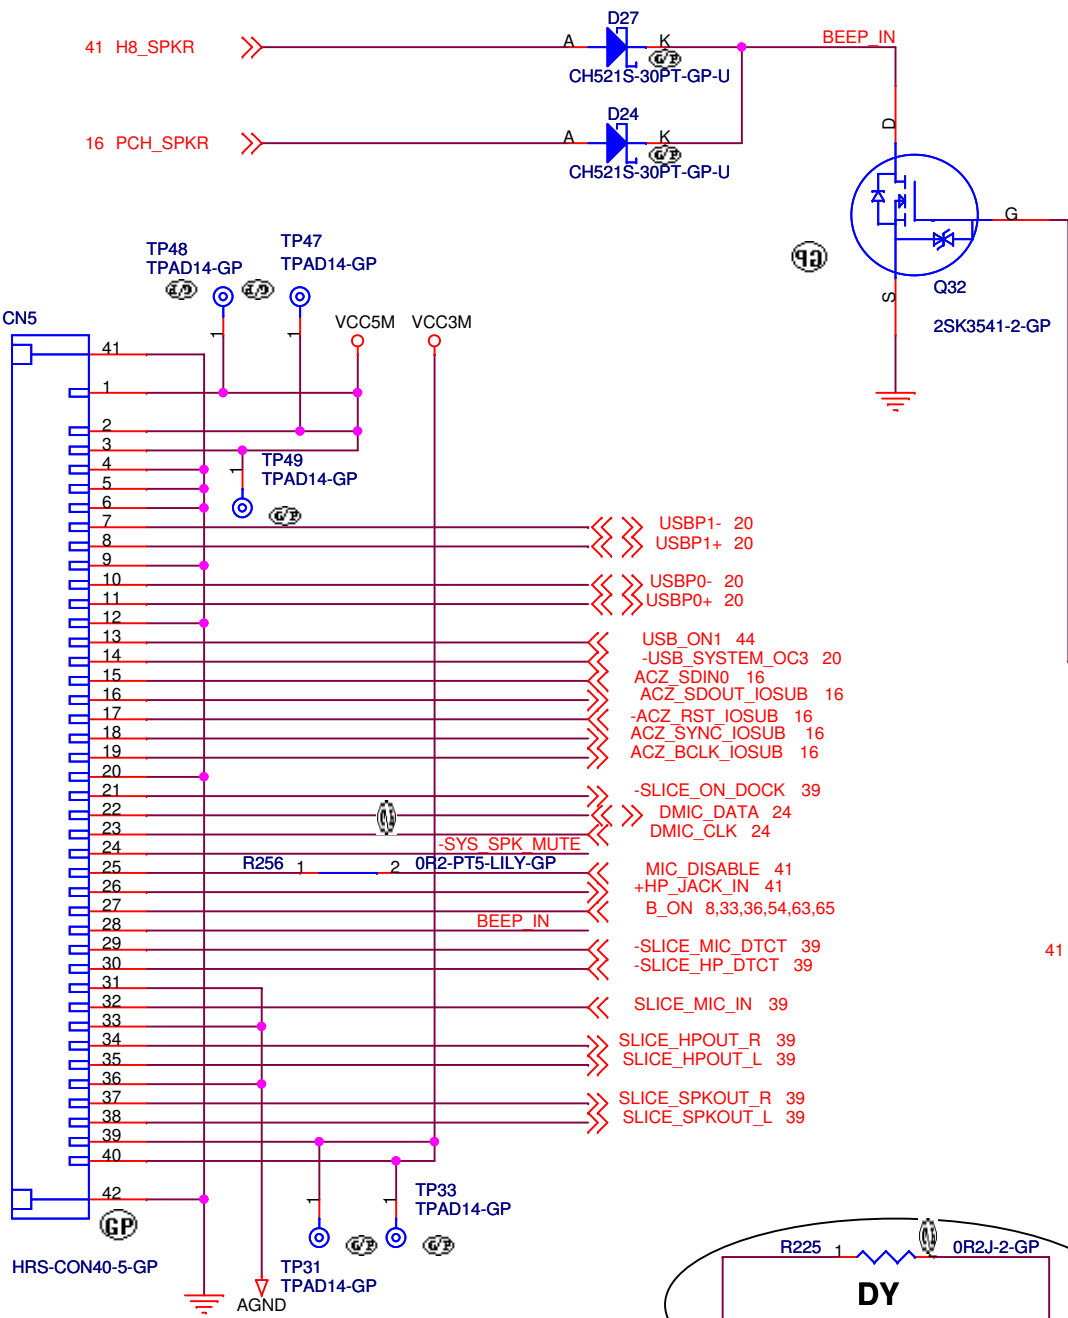 D27
41 H8_SPKR
A
K
G/P
BEEP_IN
CH521S-30PT-GP-U
D24
16 PCH_SPKR
A
K
G/P
CH521S-30PT-GP-U
D
G
GP
S
Q32
2SK3541-2-GP
TP48
TPAD14-GP
G/P
TP47
TPAD14-GP
G/P
1
1
VCC5M
VCC3M
CN5
41
1
2
3
1
TP49
TPAD14-GP
G/P
4
5
6
7 USBP1- 20
8 USBP1+ 20
9
10 USBP0- 20
11 USBP0+ 20
12
13 USB_ON1 44
14 -USB_SYSTEM_OC3 20
15 ACZ_SDIN0 16
16 ACZ_SDOUT_IOSUB 16
17 -ACZ_RST_IOSUB 16
18 ACZ_SYNC_IOSUB 16
19 ACZ_BCLK_IOSUB 16
20
21 -SLICE_ON_DOCK 39
22 DMIC_DATA 24
23 DMIC_CLK 24
24 -SYS_SPK_MUTE
R256 1 2 0R2-PT5-LILY-GP
25 MIC_DISABLE 41
26 +HP_JACK_IN 41
27 B_ON 8,33,36,54,63,65
28 BEEP_IN
29 -SLICE_MIC_DTCT 39
30 -SLICE_HP_DTCT 39
41
31
32 SLICE_MIC_IN 39
33
34 SLICE_HPOUT_R 39
35 SLICE_HPOUT_L 39
36
37 SLICE_SPKOUT_R 39
38 SLICE_SPKOUT_L 39
39
40
42
GP
HRS-CON40-5-GP
1
1
TP33
TPAD14-GP
G/P
G/P
TP31
TPAD14-GP
AGND
R225 1
0R2J-2-GP
DY